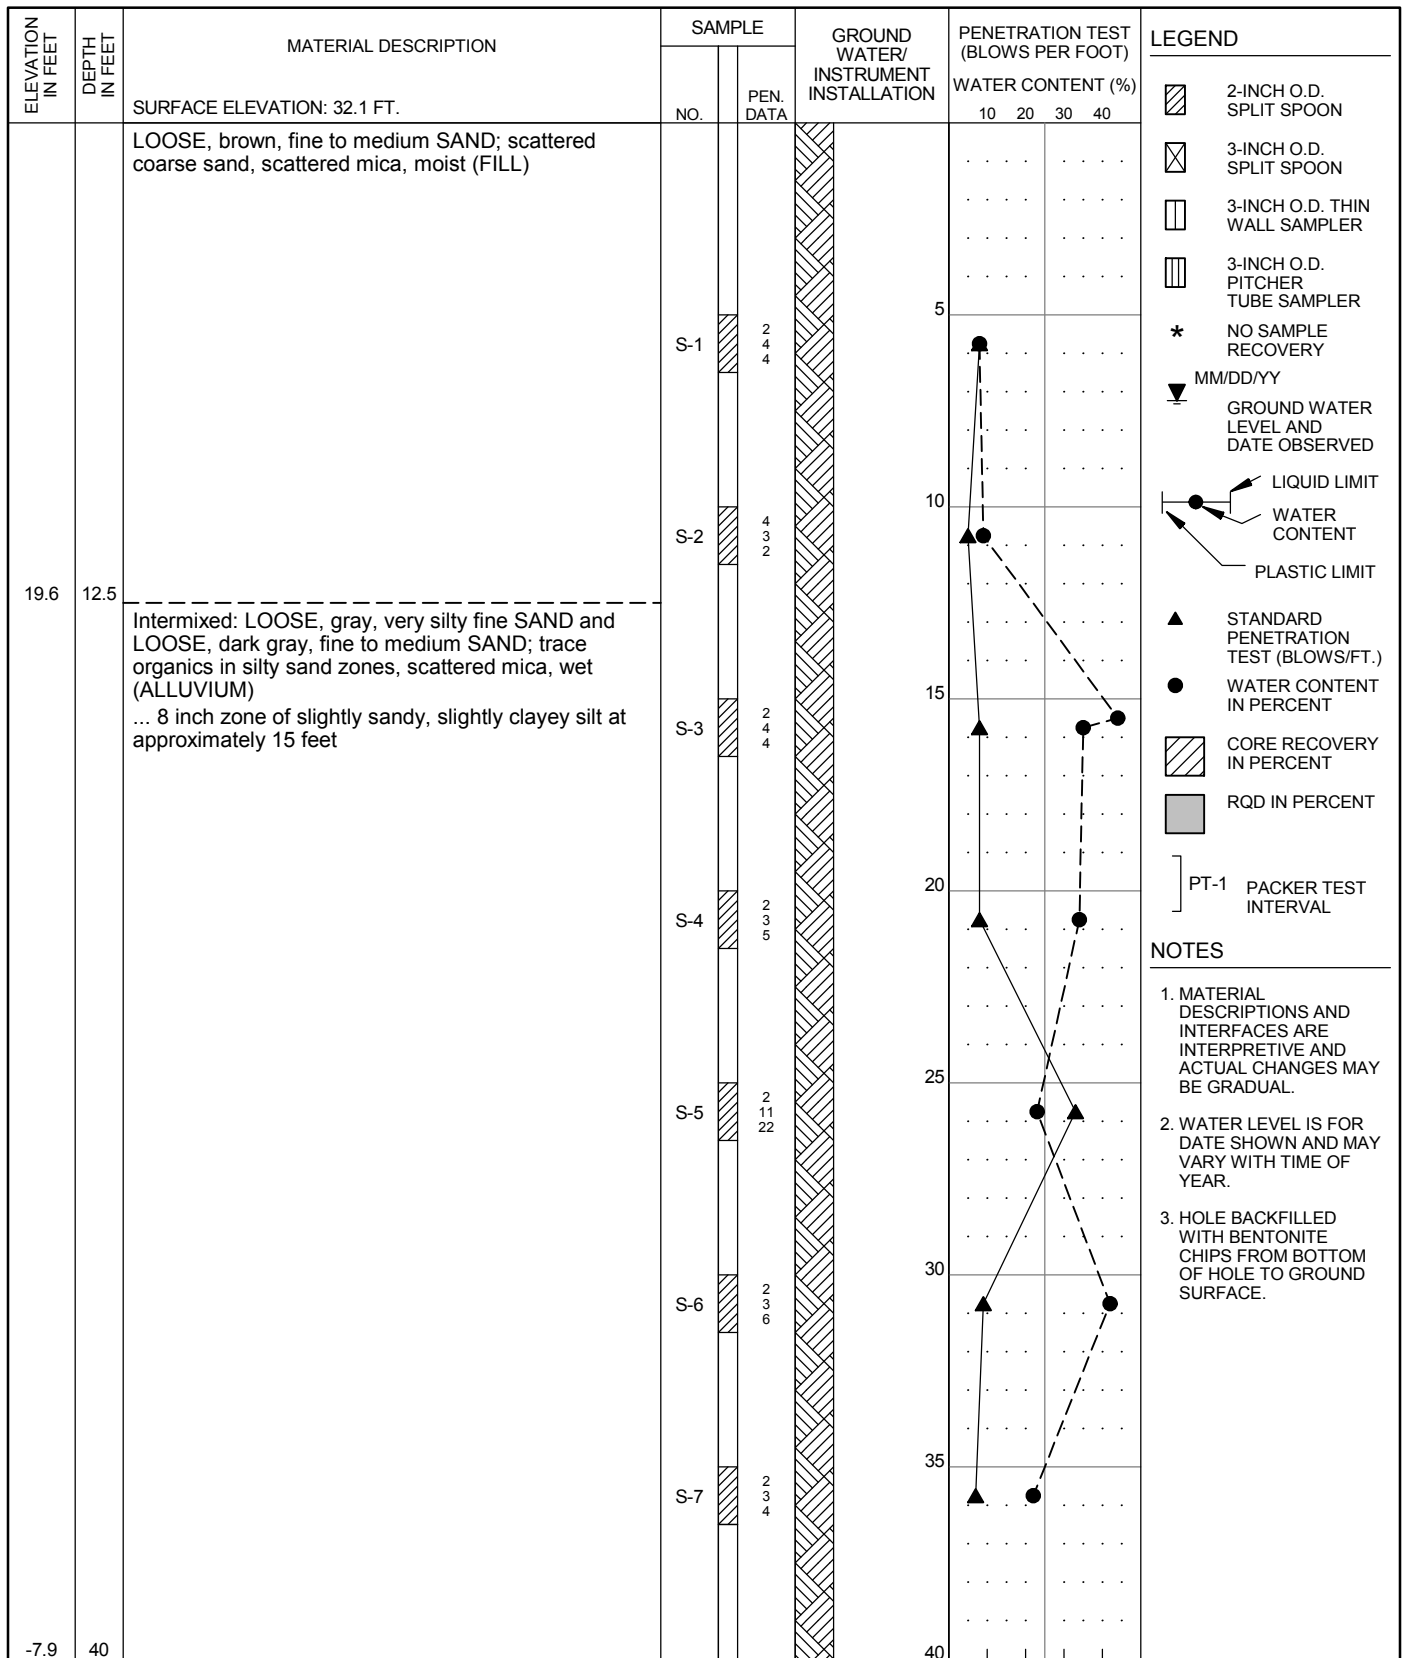 ELEVATION
IN FEET
DEPTH
IN FEET
MATERIAL DESCRIPTION
SURFACE ELEVATION: 32.1 FT.
SAMPLE
NO.
PEN.
DATA
GROUND
WATER/
INSTRUMENT
INSTALLATION
PENETRATION TEST
(BLOWS PER FOOT)
WATER CONTENT (%)
10 20 30 40
LOOSE, brown, fine to medium SAND; scattered
coarse sand, scattered mica, moist (FILL)
5
S-1
2
4
4
10
S-2
4
3
2
19.6 12.5
Intermixed: LOOSE, gray, very silty fine SAND and
LOOSE, dark gray, fine to medium SAND; trace
organics in silty sand zones, scattered mica, wet
(ALLUVIUM)
... 8 inch zone of slightly sandy, slightly clayey silt at
approximately 15 feet
15
S-3
2
4
4
20
S-4
2
3
5
25
S-5
2
11
22
30
S-6
2
3
6
35
S-7
2
3
4
-7.9 40
40
LEGEND
2-INCH O.D.
SPLIT SPOON
3-INCH O.D.
SPLIT SPOON
3-INCH O.D. THIN
WALL SAMPLER
3-INCH O.D.
PITCHER
TUBE SAMPLER
* NO SAMPLE
RECOVERY
MM/DD/YY
GROUND WATER
LEVEL AND
DATE OBSERVED
LIQUID LIMIT
WATER
CONTENT
PLASTIC LIMIT
STANDARD
PENETRATION
TEST (BLOWS/FT.)
WATER CONTENT
IN PERCENT
CORE RECOVERY
IN PERCENT
RQD IN PERCENT
PT-1 PACKER TEST
INTERVAL
NOTES
1. MATERIAL
DESCRIPTIONS AND
INTERFACES ARE
INTERPRETIVE AND
ACTUAL CHANGES MAY
BE GRADUAL.
2. WATER LEVEL IS FOR
DATE SHOWN AND MAY
VARY WITH TIME OF
YEAR.
3. HOLE BACKFILLED
WITH BENTONITE
CHIPS FROM BOTTOM
OF HOLE TO GROUND
SURFACE.